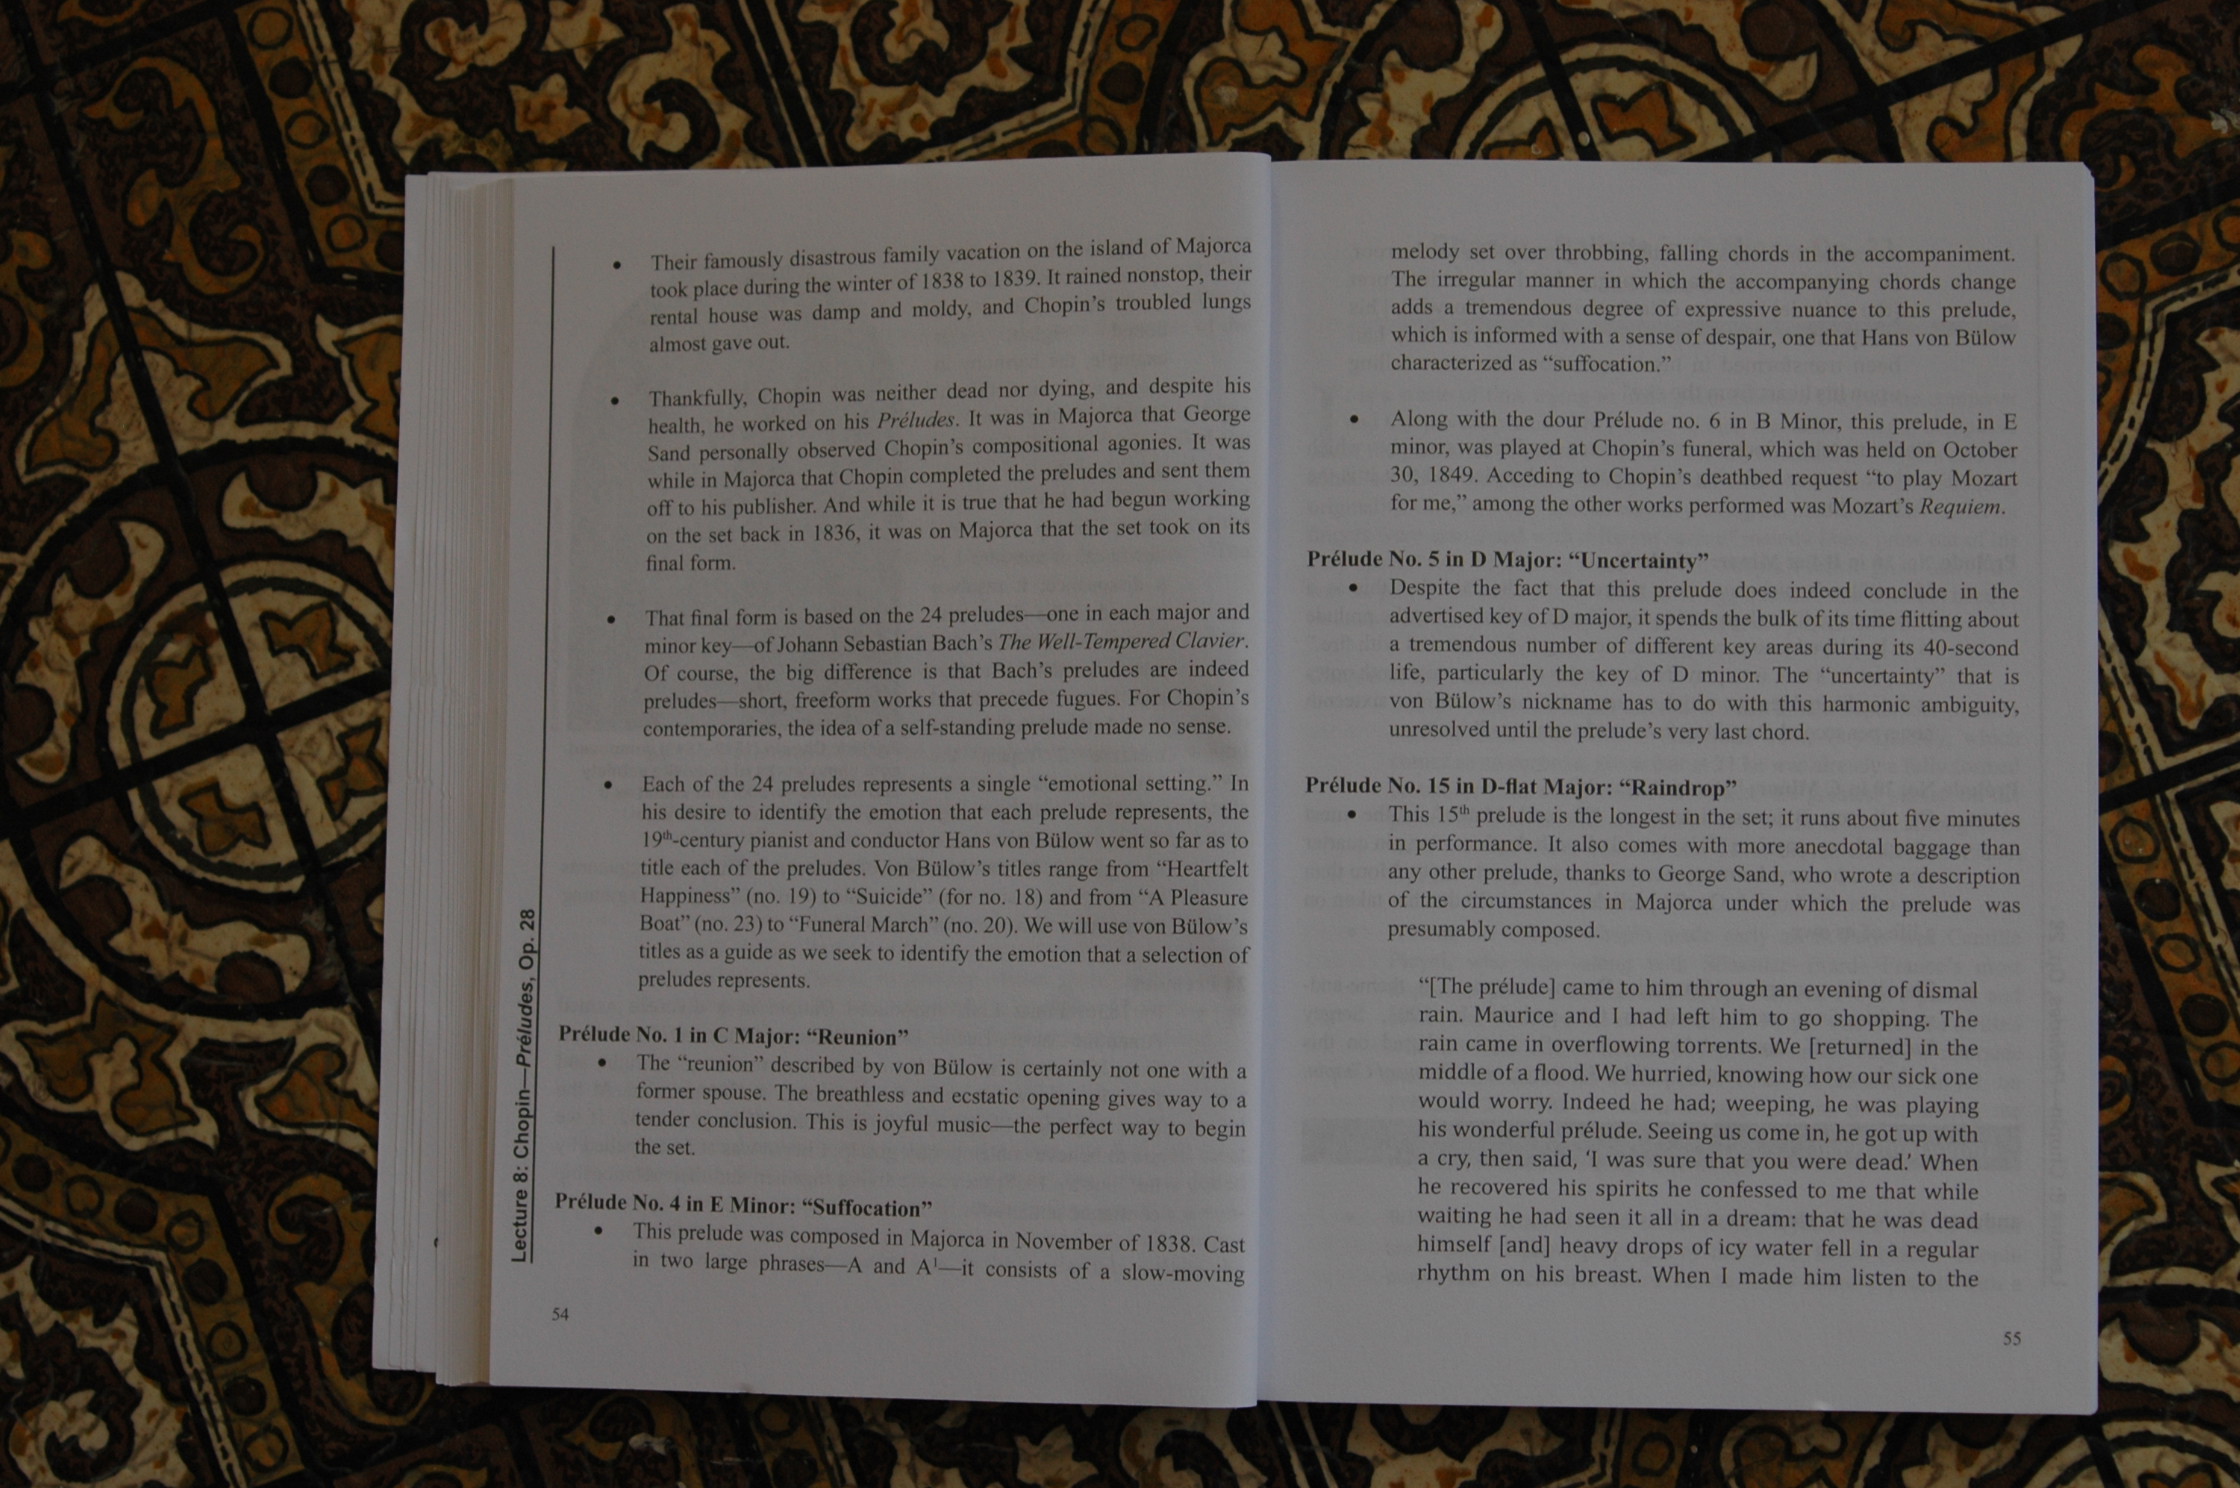 Lecture 8: Chopin—Préludes, Op. 28
• Their famously disastrous family vacation on the island of Majorca
took place during the winter of 1838 to 1839. It rained nonstop, their
rental house was damp and moldy, and Chopin's troubled lungs
almost gave out.
• Thankfully, Chopin was neither dead nor dying, and despite his
health, he worked on his Préludes. It was in Majorca that George
Sand personally observed Chopin's compositional agonies. It was
while in Majorca that Chopin completed the preludes and sent them
off to his publisher. And while it is true that he had begun working
on the set back in 1836, it was on Majorca that the set took on its
final form.
• That final form is based on the 24 preludes—one in each major and
minor key—of Johann Sebastian Bach's The Well-Tempered Clavier.
Of course, the big difference is that Bach's preludes are indeed
preludes—short, freeform works that precede fugues. For Chopin's
contemporaries, the idea of a self-standing prelude made no sense.
• Each of the 24 preludes represents a single “emotional setting.” In
his desire to identify the emotion that each prelude represents, the
19th-century pianist and conductor Hans von Bülow went so far as to
title each of the preludes. Von Bülow's titles range from “Heartfelt
Happiness” (no. 19) to “Suicide” (for no. 18) and from “A Pleasure
Boat” (no. 23) to “Funeral March” (no. 20). We will use von Bülow's
titles as a guide as we seek to identify the emotion that a selection of
preludes represents.
Prélude No. 1 in C Major: “Reunion”
• The “reunion” described by von Bülow is certainly not one with a
former spouse. The breathless and ecstatic opening gives way to a
tender conclusion. This is joyful music—the perfect way to begin
the set.
Prélude No. 4 in E Minor: “Suffocation”
• This prelude was composed in Majorca in November of 1838. Cast
in two large phrases—A and A¹—it consists of a slow-moving
54
melody set over throbbing, falling chords in the accompaniment.
The irregular manner in which the accompanying chords change
adds a tremendous degree of expressive nuance to this prelude,
which is informed with a sense of despair, one that Hans von Bülow
characterized as “suffocation.”
• Along with the dour Prélude no. 6 in B Minor, this prelude, in E
minor, was played at Chopin's funeral, which was held on October
30, 1849. Acceding to Chopin's deathbed request “to play Mozart
for me,” among the other works performed was Mozart's Requiem.
Prélude No. 5 in D Major: “Uncertainty”
• Despite the fact that this prelude does indeed conclude in the
advertised key of D major, it spends the bulk of its time flitting about
a tremendous number of different key areas during its 40-second
life, particularly the key of D minor. The “uncertainty” that is
von Bülow's nickname has to do with this harmonic ambiguity,
unresolved until the prelude's very last chord.
Prélude No. 15 in D-flat Major: “Raindrop”
• This 15th prelude is the longest in the set; it runs about five minutes
in performance. It also comes with more anecdotal baggage than
any other prelude, thanks to George Sand, who wrote a description
of the circumstances in Majorca under which the prelude was
presumably composed.
“[The prélude] came to him through an evening of dismal
rain. Maurice and I had left him to go shopping. The
rain came in overflowing torrents. We [returned] in the
middle of a flood. We hurried, knowing how our sick one
would worry. Indeed he had; weeping, he was playing
his wonderful prélude. Seeing us come in, he got up with
a cry, then said, 'I was sure that you were dead.' When
he recovered his spirits he confessed to me that while
waiting he had seen it all in a dream: that he was dead
himself [and] heavy drops of icy water fell in a regular
rhythm on his breast. When I made him listen to the
55